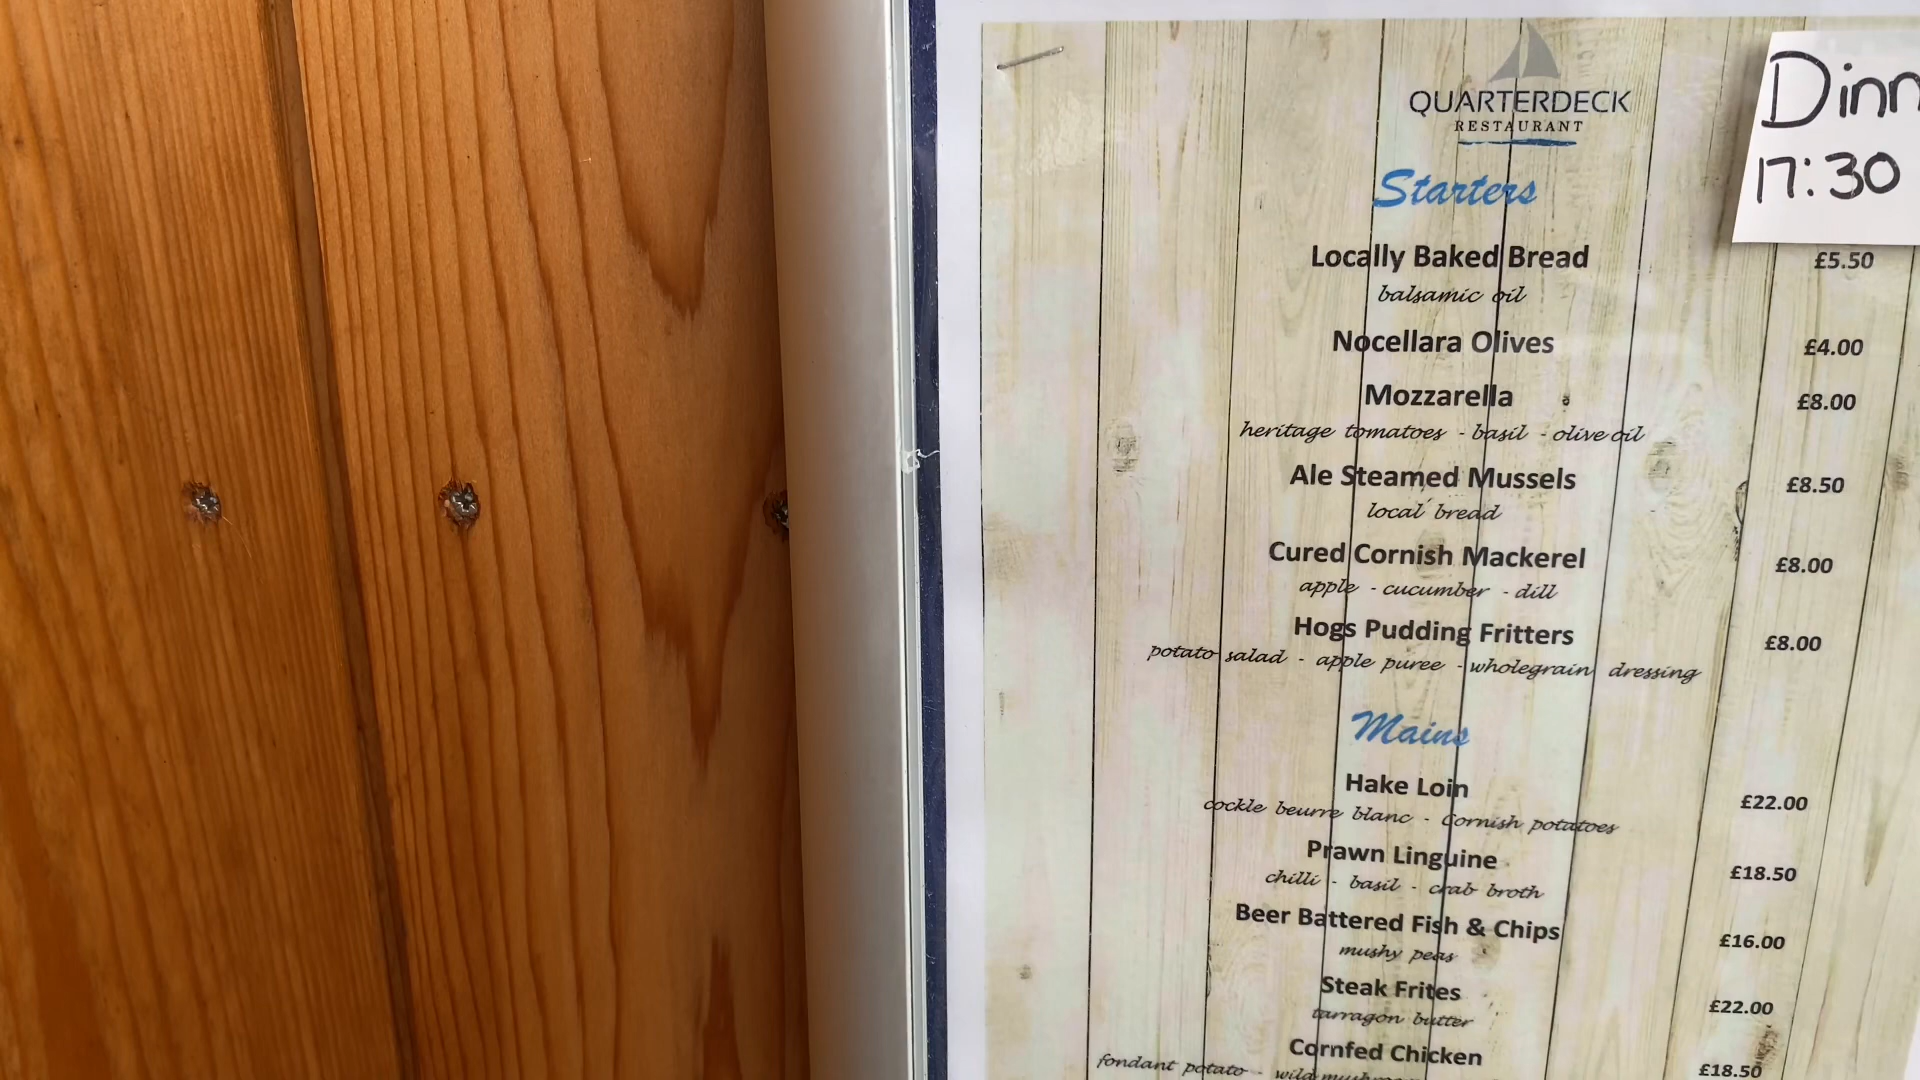 QUARTERDECK
RESTAURANT
17:30
Starters
Locally Baked Bread £5.50
balsamic oil
Nocellara Olives £4.00
Mozzarella £8.00
heritage tomatoes - basil - olive oil
Ale Steamed Mussels £8.50
local bread
Cured Cornish Mackerel £8.00
apple - cucumber - dill
Hogs Pudding Fritters £8.00
potato salad - apple puree - wholegrain dressing
Mains
Hake Loin £22.00
cockle beurre blanc - Cornish potatoes
Prawn Linguine £18.50
chilli - basil - crab broth
Beer Battered Fish & Chips £16.00
mushy peas
Steak Frites £22.00
tarragon butter
Cornfed Chicken £18.50
fondant potato - wild